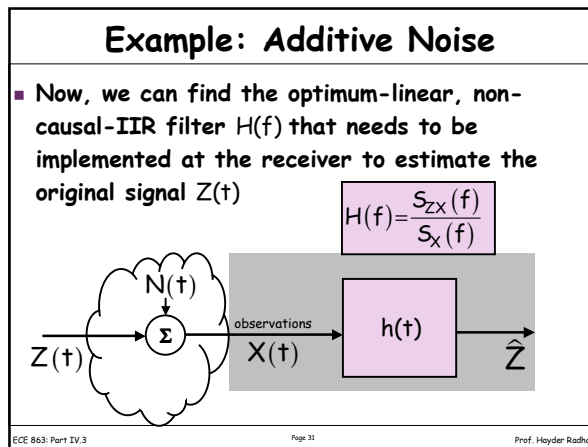 Example: Additive Noise
■ Now, we can find the optimum-linear, non-
causal-IIR filter H(f) that needs to be
implemented at the receiver to estimate the
original signal Z(t)
H(f)=S_ZX(f)/S_X(f)
N(t)
Σ
observations
h(t)
Z(t)
X(t)
Ẑ
ECE 863: Part IV.3
Page 31
Prof. Hayder Radha